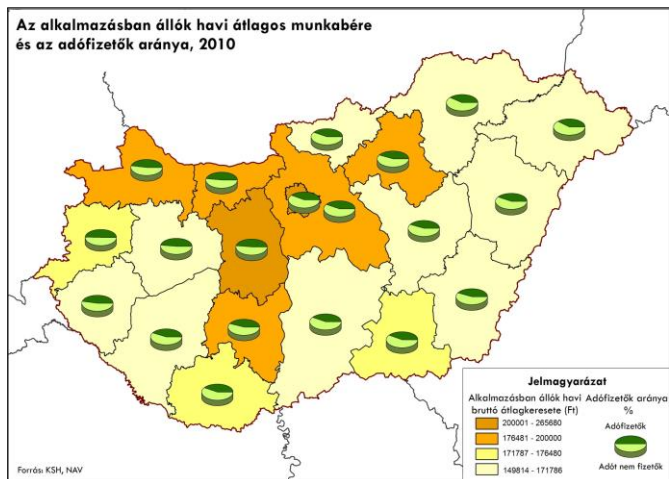 Az alkalmazásban állók havi átlagos munkabére
és az adófizetők aránya, 2010
Jelmagyarázat
Alkalmazásban állók havi
bruttó átlagkeresete (Ft)
200001 - 265680
176481 - 200000
171787 - 176480
149814 - 171786
Adófizetők aránya
%
Adófizetők
Adót nem fizetők
Forrás: KSH, NAV